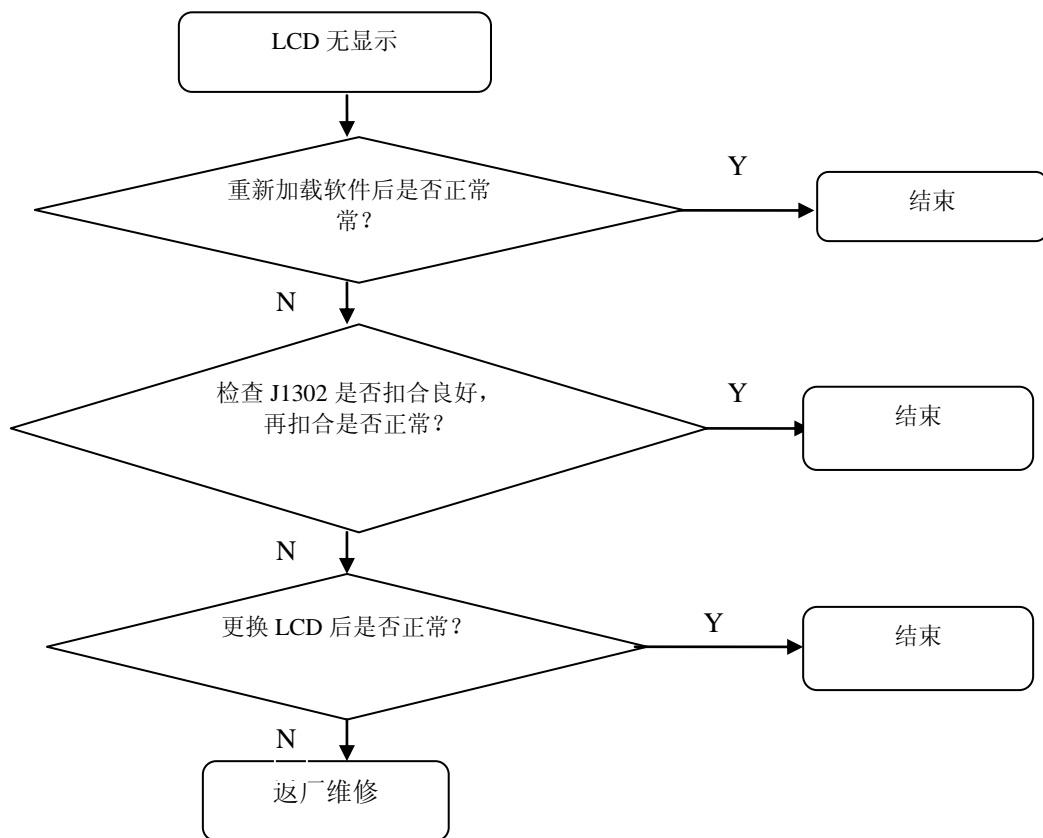 LCD 无显示
重新加载软件后是否正常
常？
Y
结束
N
检查 J1302 是否扣合良好，
再扣合是否正常？
Y
结束
N
更换 LCD 后是否正常？
Y
结束
N
返厂维修